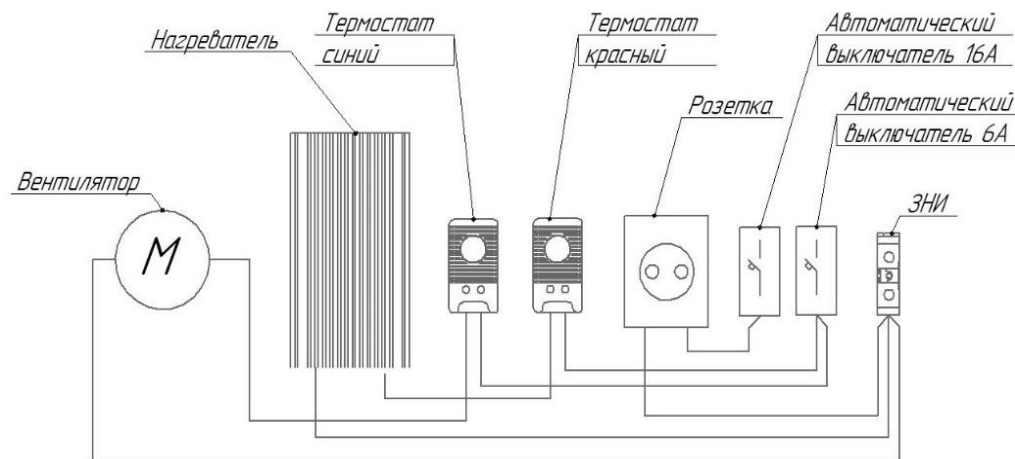 Термостат
синий
Термостат
красный
Автоматический
выключатель 16А
Нагреватель
Розетка
Автоматический
выключатель 6А
Вентилятор
ЗНИ
М